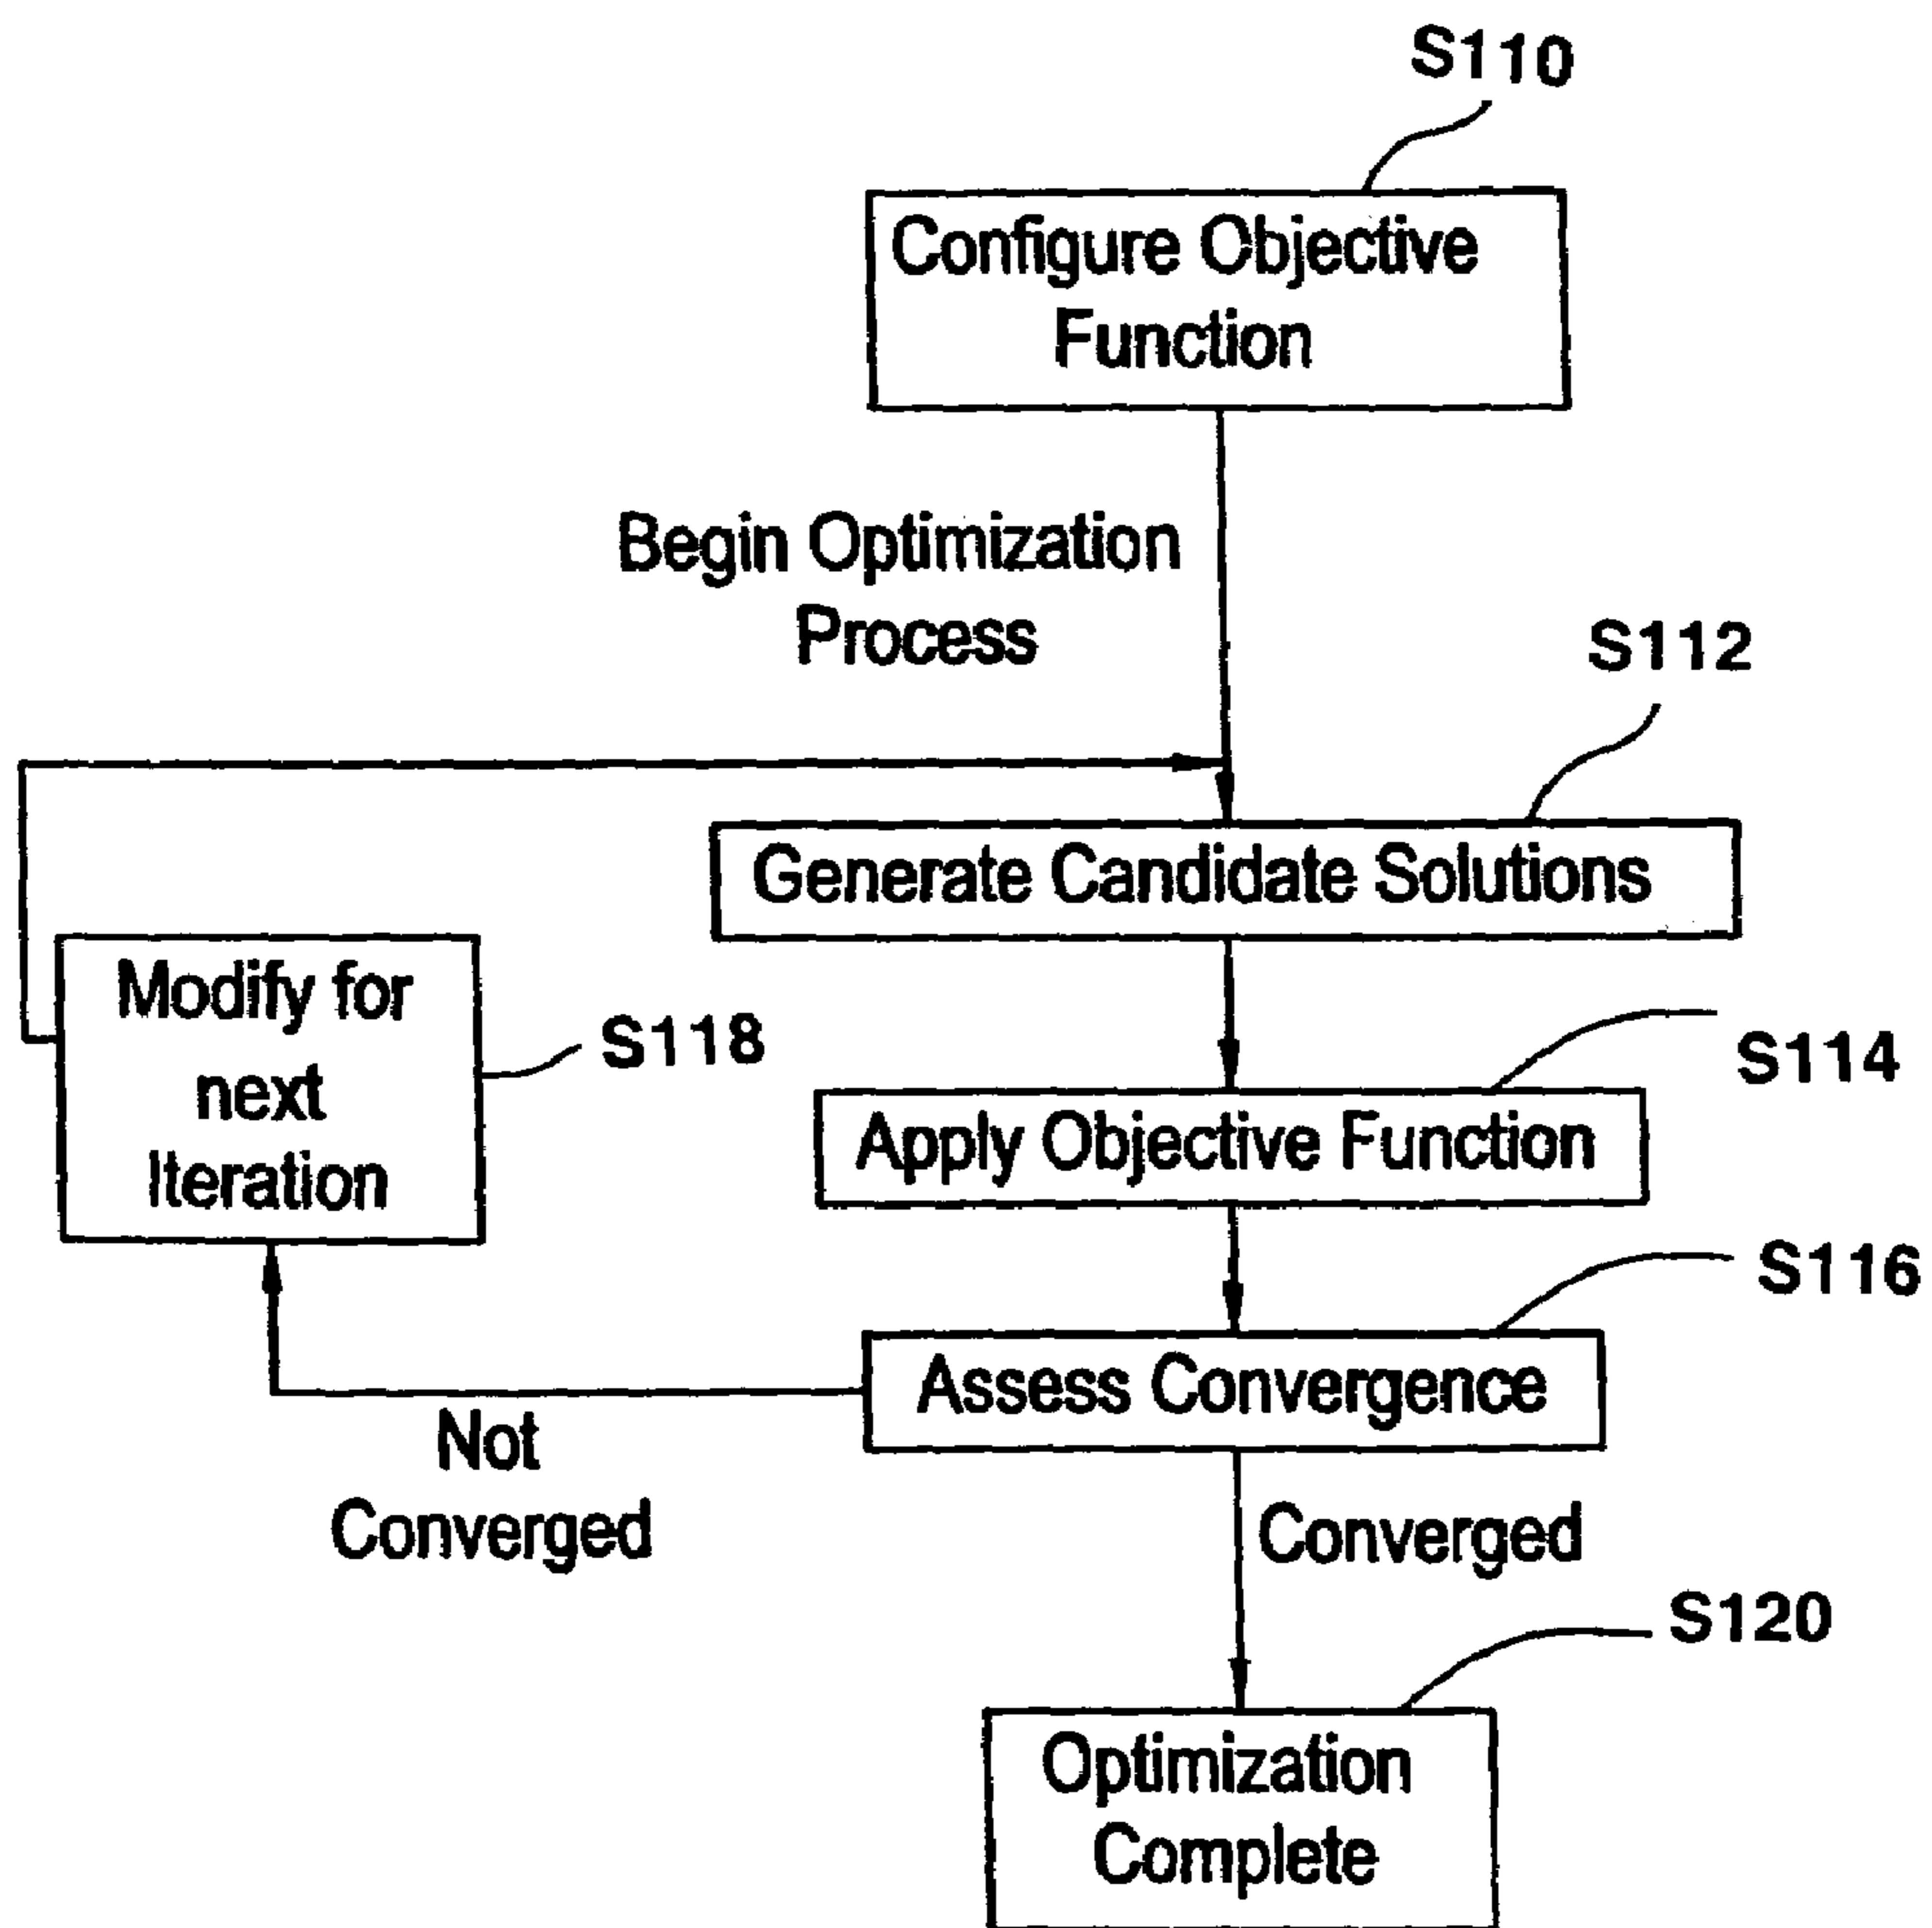 S110
Configure Objective
Function
Begin Optimization
Process
S112
Generate Candidate Solutions
Modify for
next
Iteration
S118
S114
Apply Objective Function
S116
Assess Convergence
Not
Converged
Converged
S120
Optimization
Complete